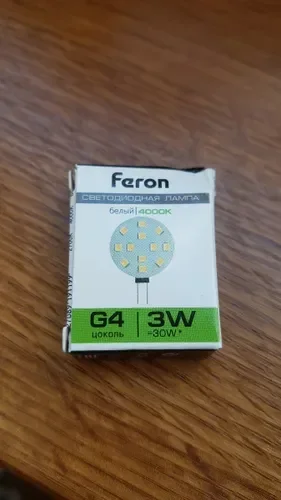 Feron
СВЕТОДИОДНАЯ ЛАМПА
белый|4000K
G4 | 3W
цоколь =30W*